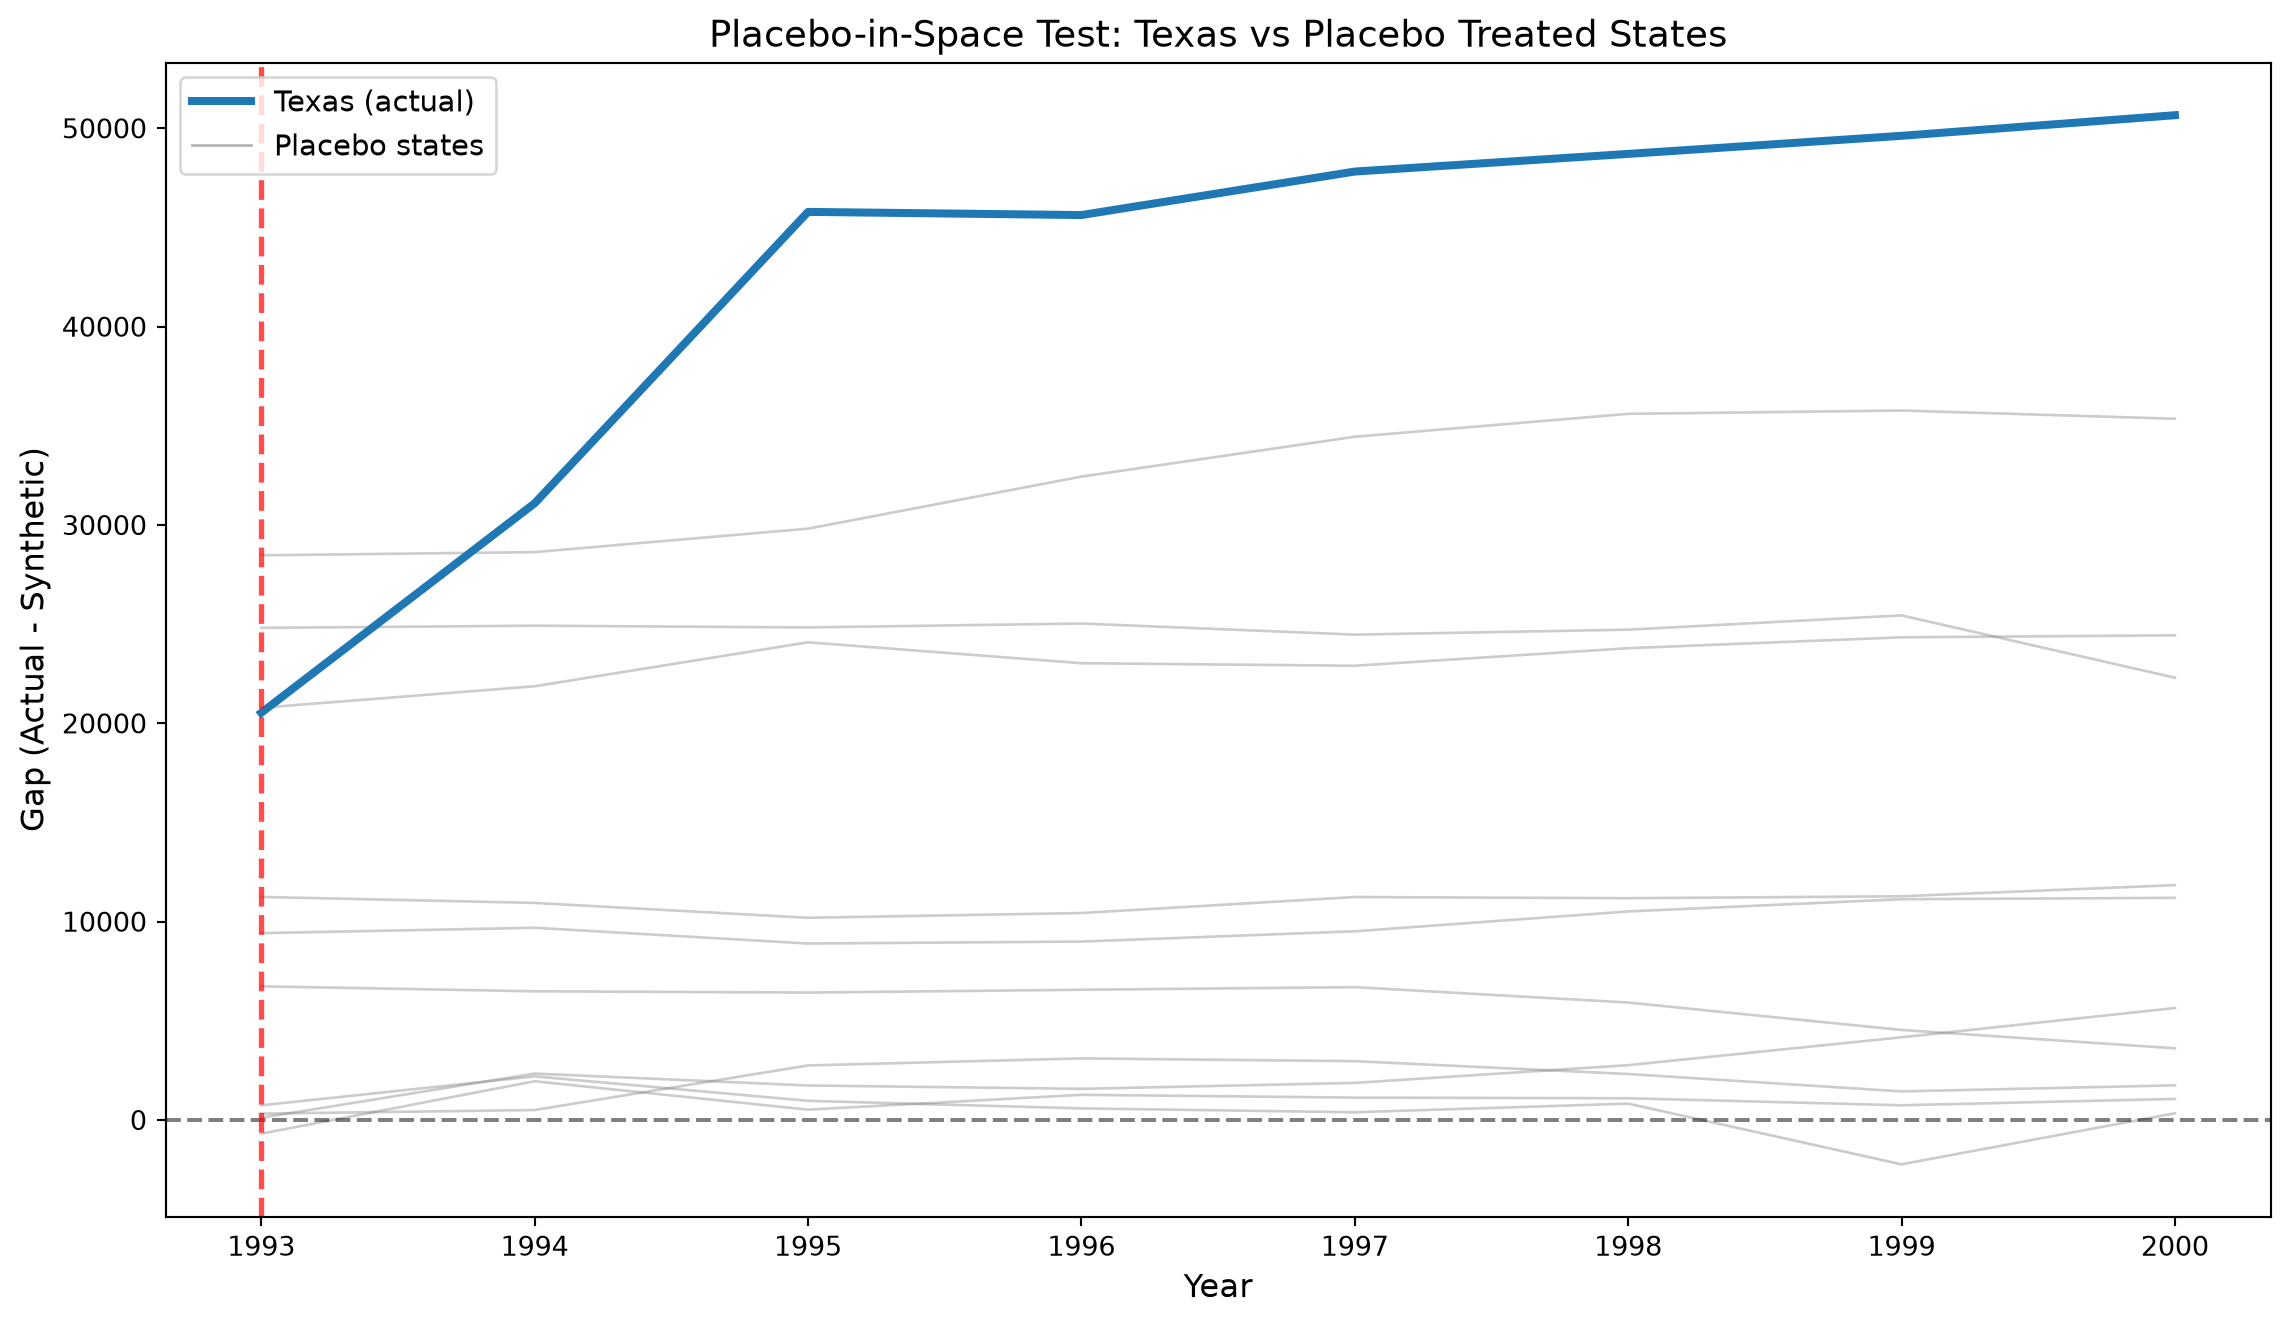 Placebo-in-Space Test: Texas vs Placebo Treated States
Texas (actual)
Placebo states
Gap (Actual - Synthetic)
50000
40000
30000
20000
10000
0
1993 1994 1995 1996 1997 1998 1999 2000
Year